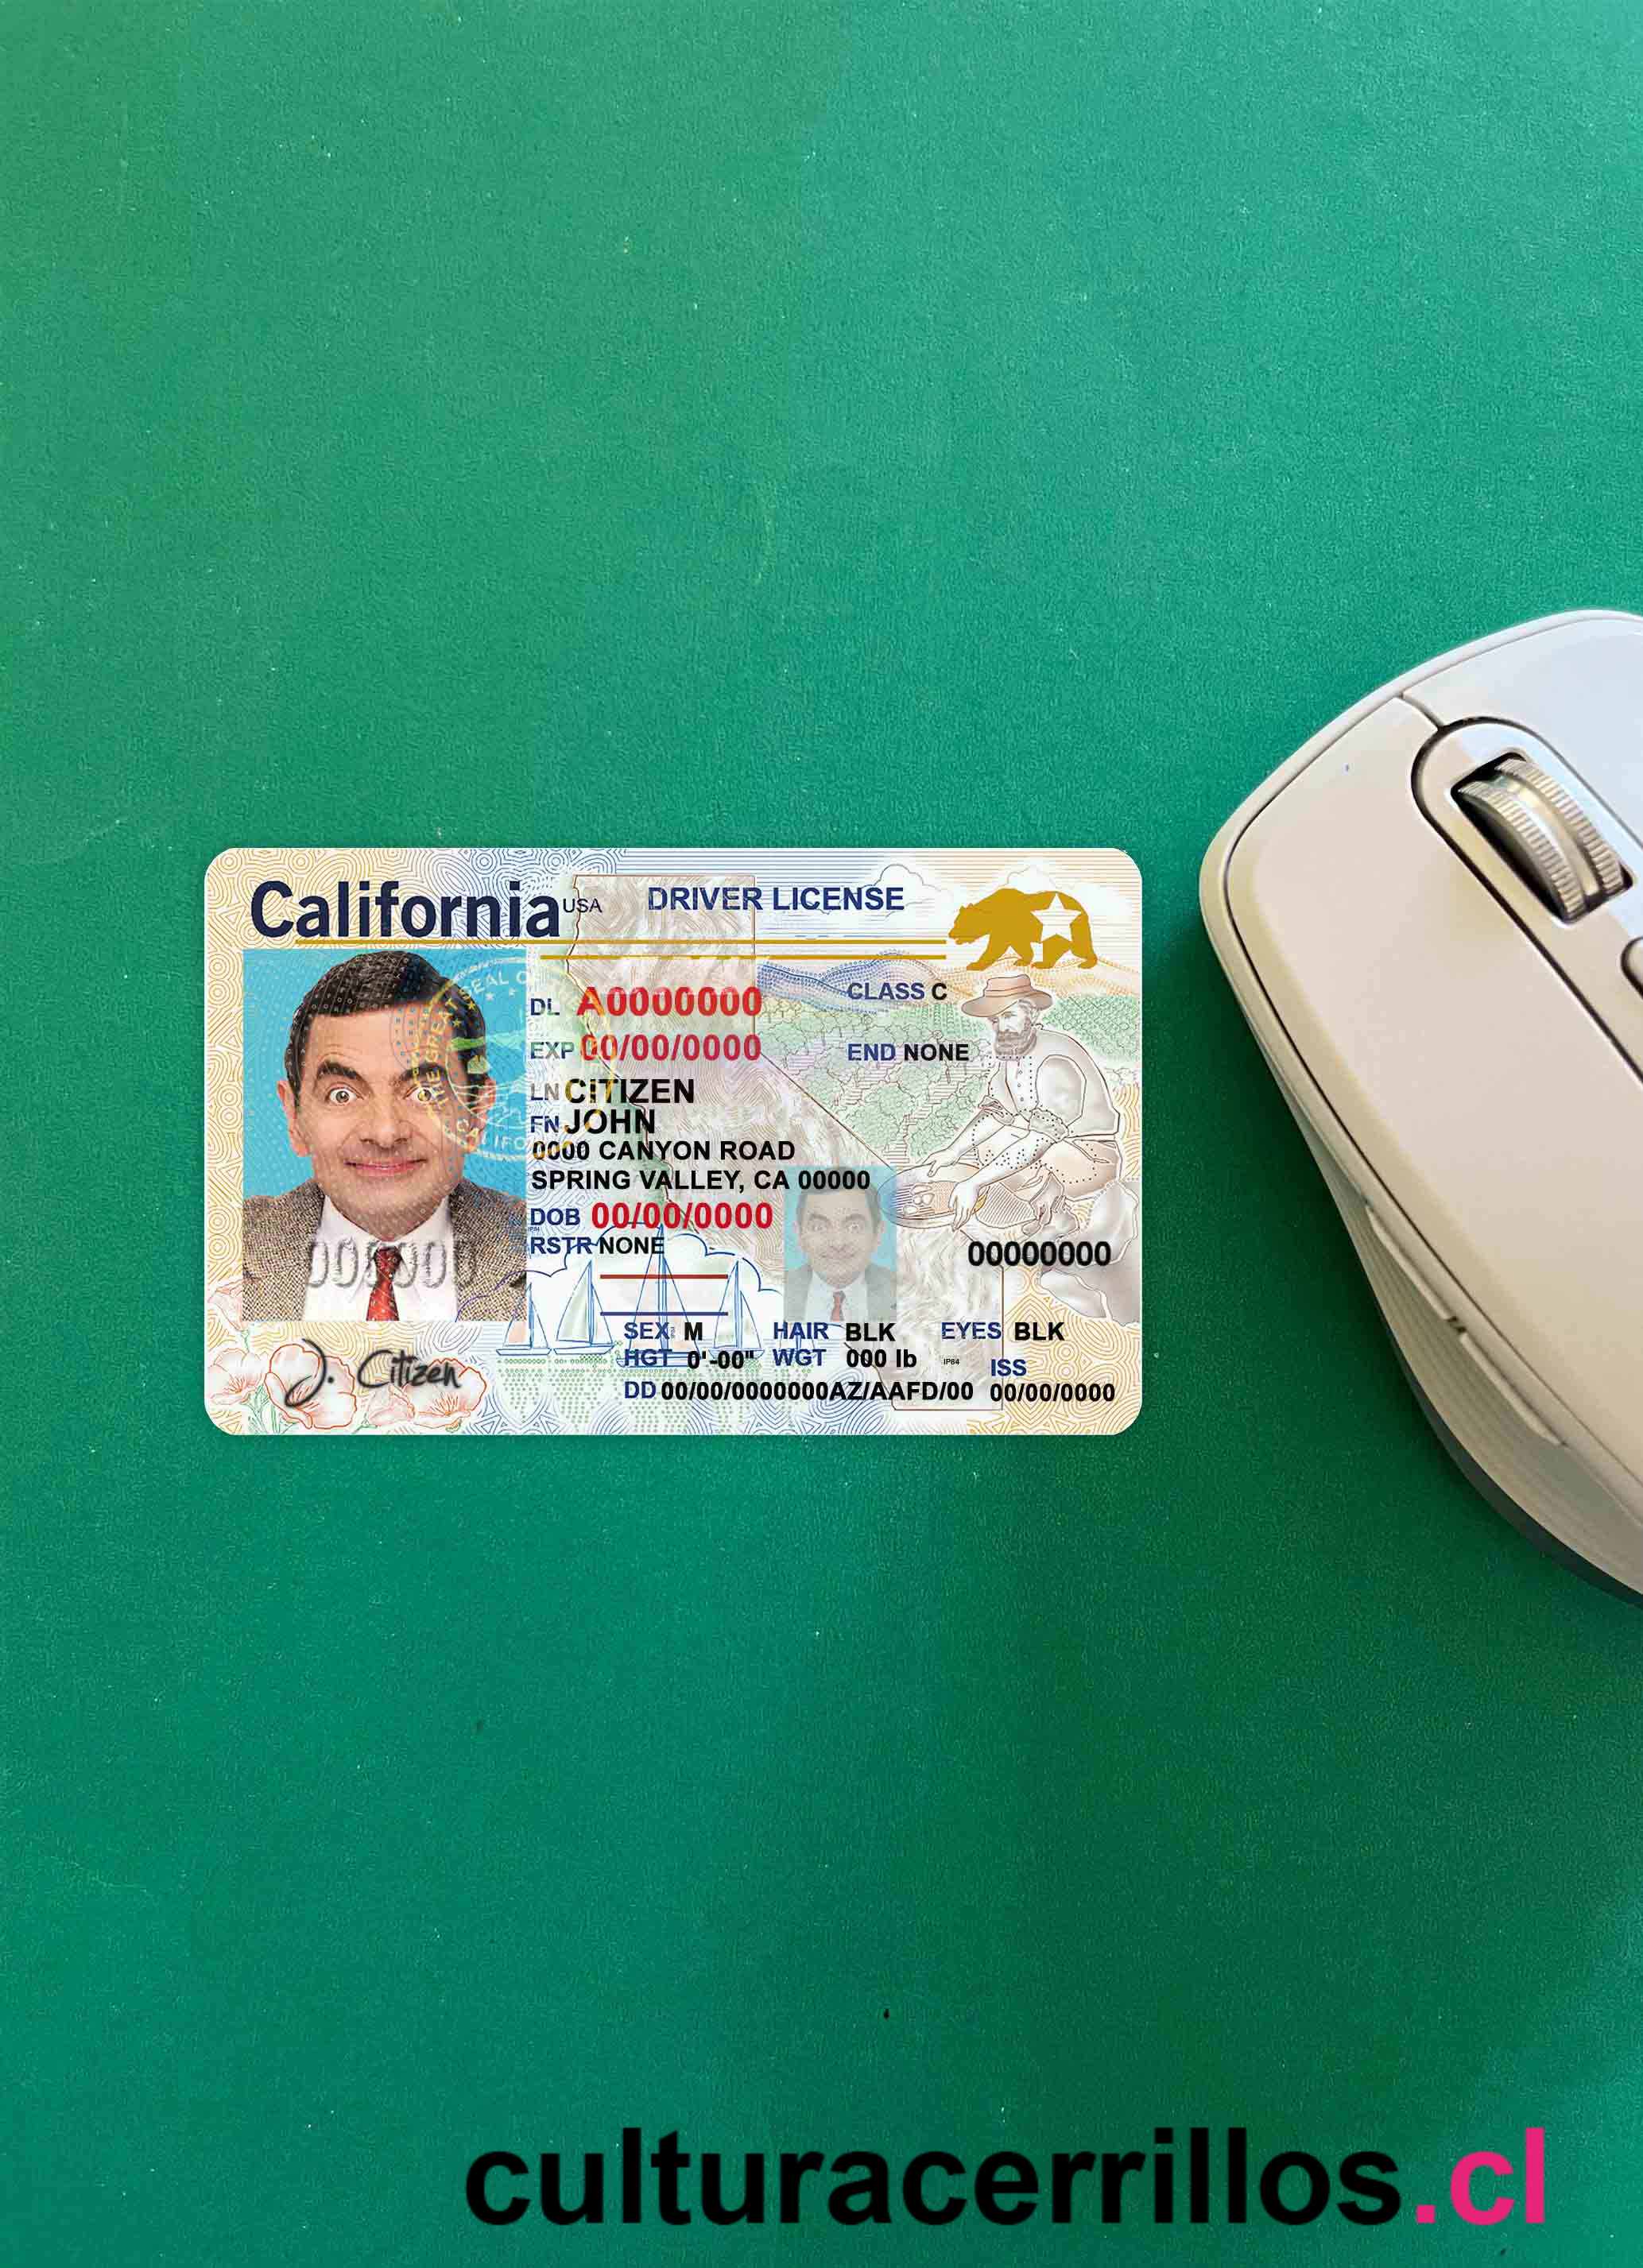 California USA DRIVER LICENSE
DL A0000000 CLASS C
EXP 00/00/0000 END NONE
LN CiTIZEN
FN JOHN
0000 CANYON ROAD
SPRING VALLEY, CA 00000
DOB 00/00/0000
RSTR NONE
00000000
SEX M HAIR BLK EYES BLK
HGT 0'-00" WGT 000 lb IP84 ISS
DD 00/00/0000000AZ/AAFD/00 00/00/0000
J. Citizen
culturacerrillos.cl